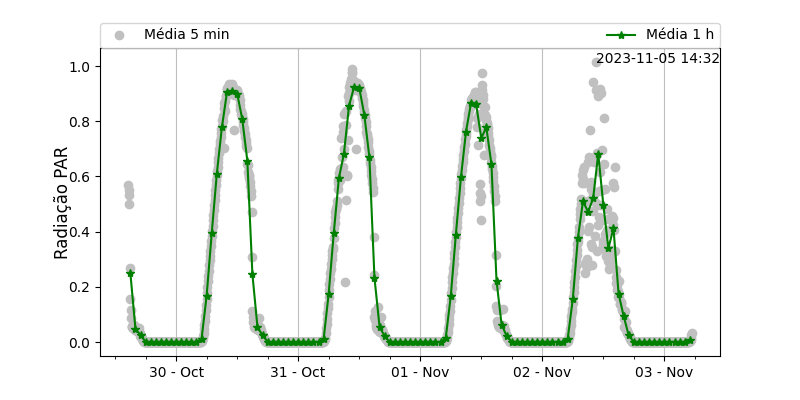 Média 5 min
Média 1 h
2023-11-05 14:32
Radiação PAR
1.0
0.8
0.6
0.4
0.2
0.0
30 - Oct
31 - Oct
01 - Nov
02 - Nov
03 - Nov